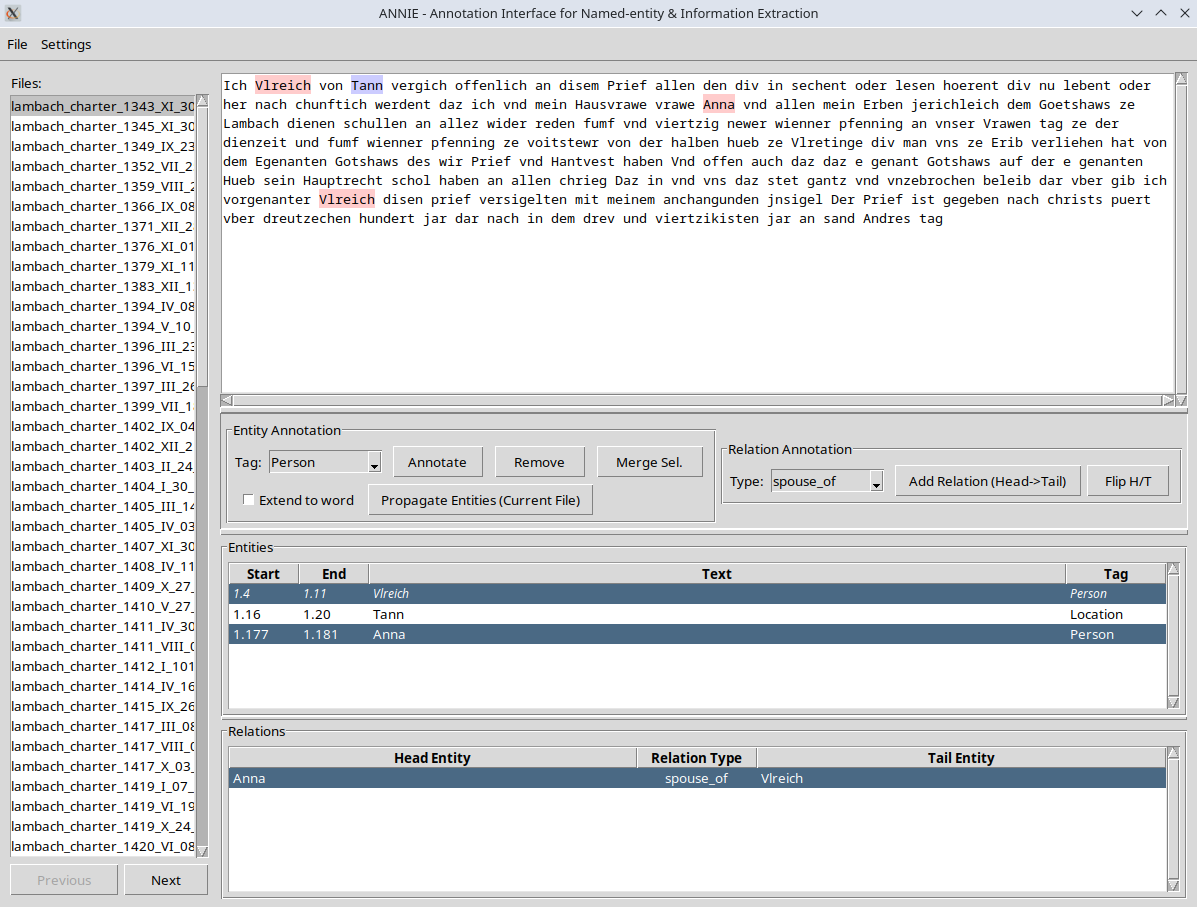 ANNIE - Annotation Interface for Named-entity & Information Extraction
File Settings
Files:
lambach_charter_1343_XI_30
lambach_charter_1345_XI_30
lambach_charter_1349_IX_23
lambach_charter_1352_VII_2
lambach_charter_1359_VIII_2
lambach_charter_1366_IX_08
lambach_charter_1371_XII_2
lambach_charter_1376_XI_01
lambach_charter_1379_XI_11
lambach_charter_1383_XII_1
lambach_charter_1394_IV_08
lambach_charter_1394_V_10_
lambach_charter_1396_III_23
lambach_charter_1396_VI_15
lambach_charter_1397_III_26
lambach_charter_1399_VII_1
lambach_charter_1402_IX_04
lambach_charter_1402_XII_2
lambach_charter_1403_II_24_
lambach_charter_1404_I_30_
lambach_charter_1405_III_14
lambach_charter_1405_IV_03
lambach_charter_1407_XI_30
lambach_charter_1408_IV_11
lambach_charter_1409_X_27_
lambach_charter_1410_V_27_
lambach_charter_1411_IV_30
lambach_charter_1411_VIII_0
lambach_charter_1412_I_101
lambach_charter_1414_IV_16
lambach_charter_1415_IX_26
lambach_charter_1417_III_08
lambach_charter_1417_VIII_0
lambach_charter_1417_X_03_
lambach_charter_1419_I_07_
lambach_charter_1419_VI_19
lambach_charter_1419_X_24_
lambach_charter_1420_VI_08
Previous Next
Ich Vlreich von Tann vergich offenlich an disem Prief allen den div in sechent oder lesen hoerent div nu lebent oder
her nach chunftich werdent daz ich vnd mein Hausvrawe vrawe Anna vnd allen mein Erben jerichleich dem Goetshaws ze
Lambach dienen schullen an allez wider reden fumf vnd viertzig newer wienner pfenning an vnser Vrawen tag ze der
dienzeit und fumf wienner pfenning ze voitstewr von der halben hueb ze Vlretinge div man vns ze Erib verliehen hat von
dem Egenanten Gotshaws des wir Prief vnd Hantvest haben Vnd offen auch daz daz e genant Gotshaws auf der e genanten
Hueb sein Hauptrecht schol haben an allen chrieg Daz in vnd vns daz stet gantz vnd vnzebrochen beleib dar vber gib ich
vorgenanter Vlreich disen prief versigelten mit meinem anchangunden jnsigel Der Prief ist gegeben nach christs puert
vber dreutzechen hundert jar dar nach in dem drev und viertzikisten jar an sand Andres tag
Entity Annotation
Tag: Person Annotate Remove Merge Sel.
Extend to word Propagate Entities (Current File)
Relation Annotation
Type: spouse_of Add Relation (Head->Tail) Flip H/T
Entities
Start End Text Tag
1.4 1.11 Vlreich Person
1.16 1.20 Tann Location
1.177 1.181 Anna Person
Relations
Head Entity Relation Type Tail Entity
Anna spouse_of Vlreich